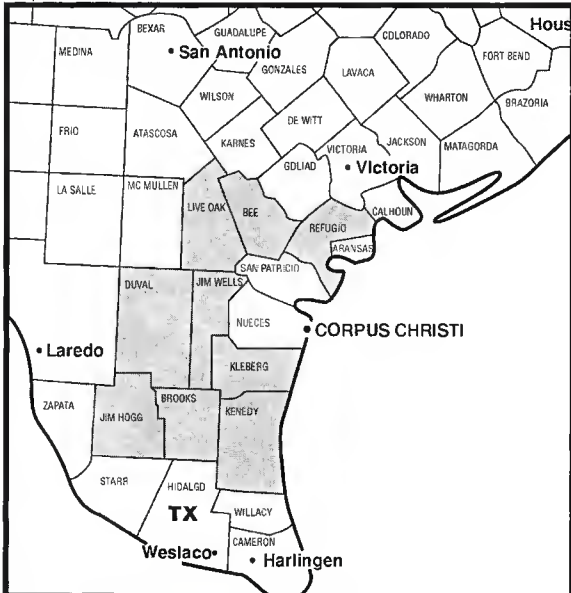 BEXAR
GUADALUPE
COLORADO
Hous
MEDINA
San Antonio
FORT BEND
GONZALES
LAVACA
WILSON
WHARTON
BRAZORIA
FRIO
ATASCOSA
DE WITT
KARNES
VICTORIA
JACKSON
MATAGORDA
GOLIAD
Victoria
LA SALLE
MC MULLEN
LIVE OAK
BEE
REFUGIO
CALHOUN
ARANSAS
SAN PATRICIO
DUVAL
JIM WELLS
NUECES
CORPUS CHRISTI
Laredo
KLEBERG
ZAPATA
JIM HOGG
BROOKS
KENEDY
STARR
HIDALGO
TX
WILLACY
CAMERON
Weslaco
Harlingen